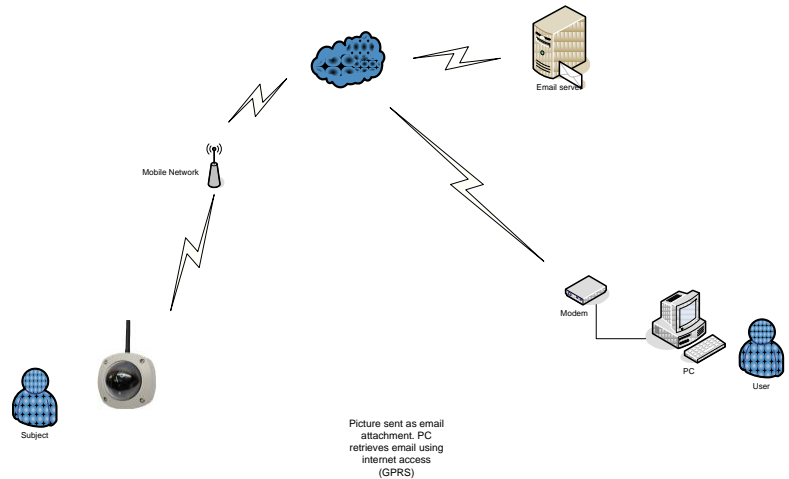 Email server
Mobile Network
Modem
PC
User
Subject
Picture sent as email
attachment. PC
retrieves email using
internet access
(GPRS)